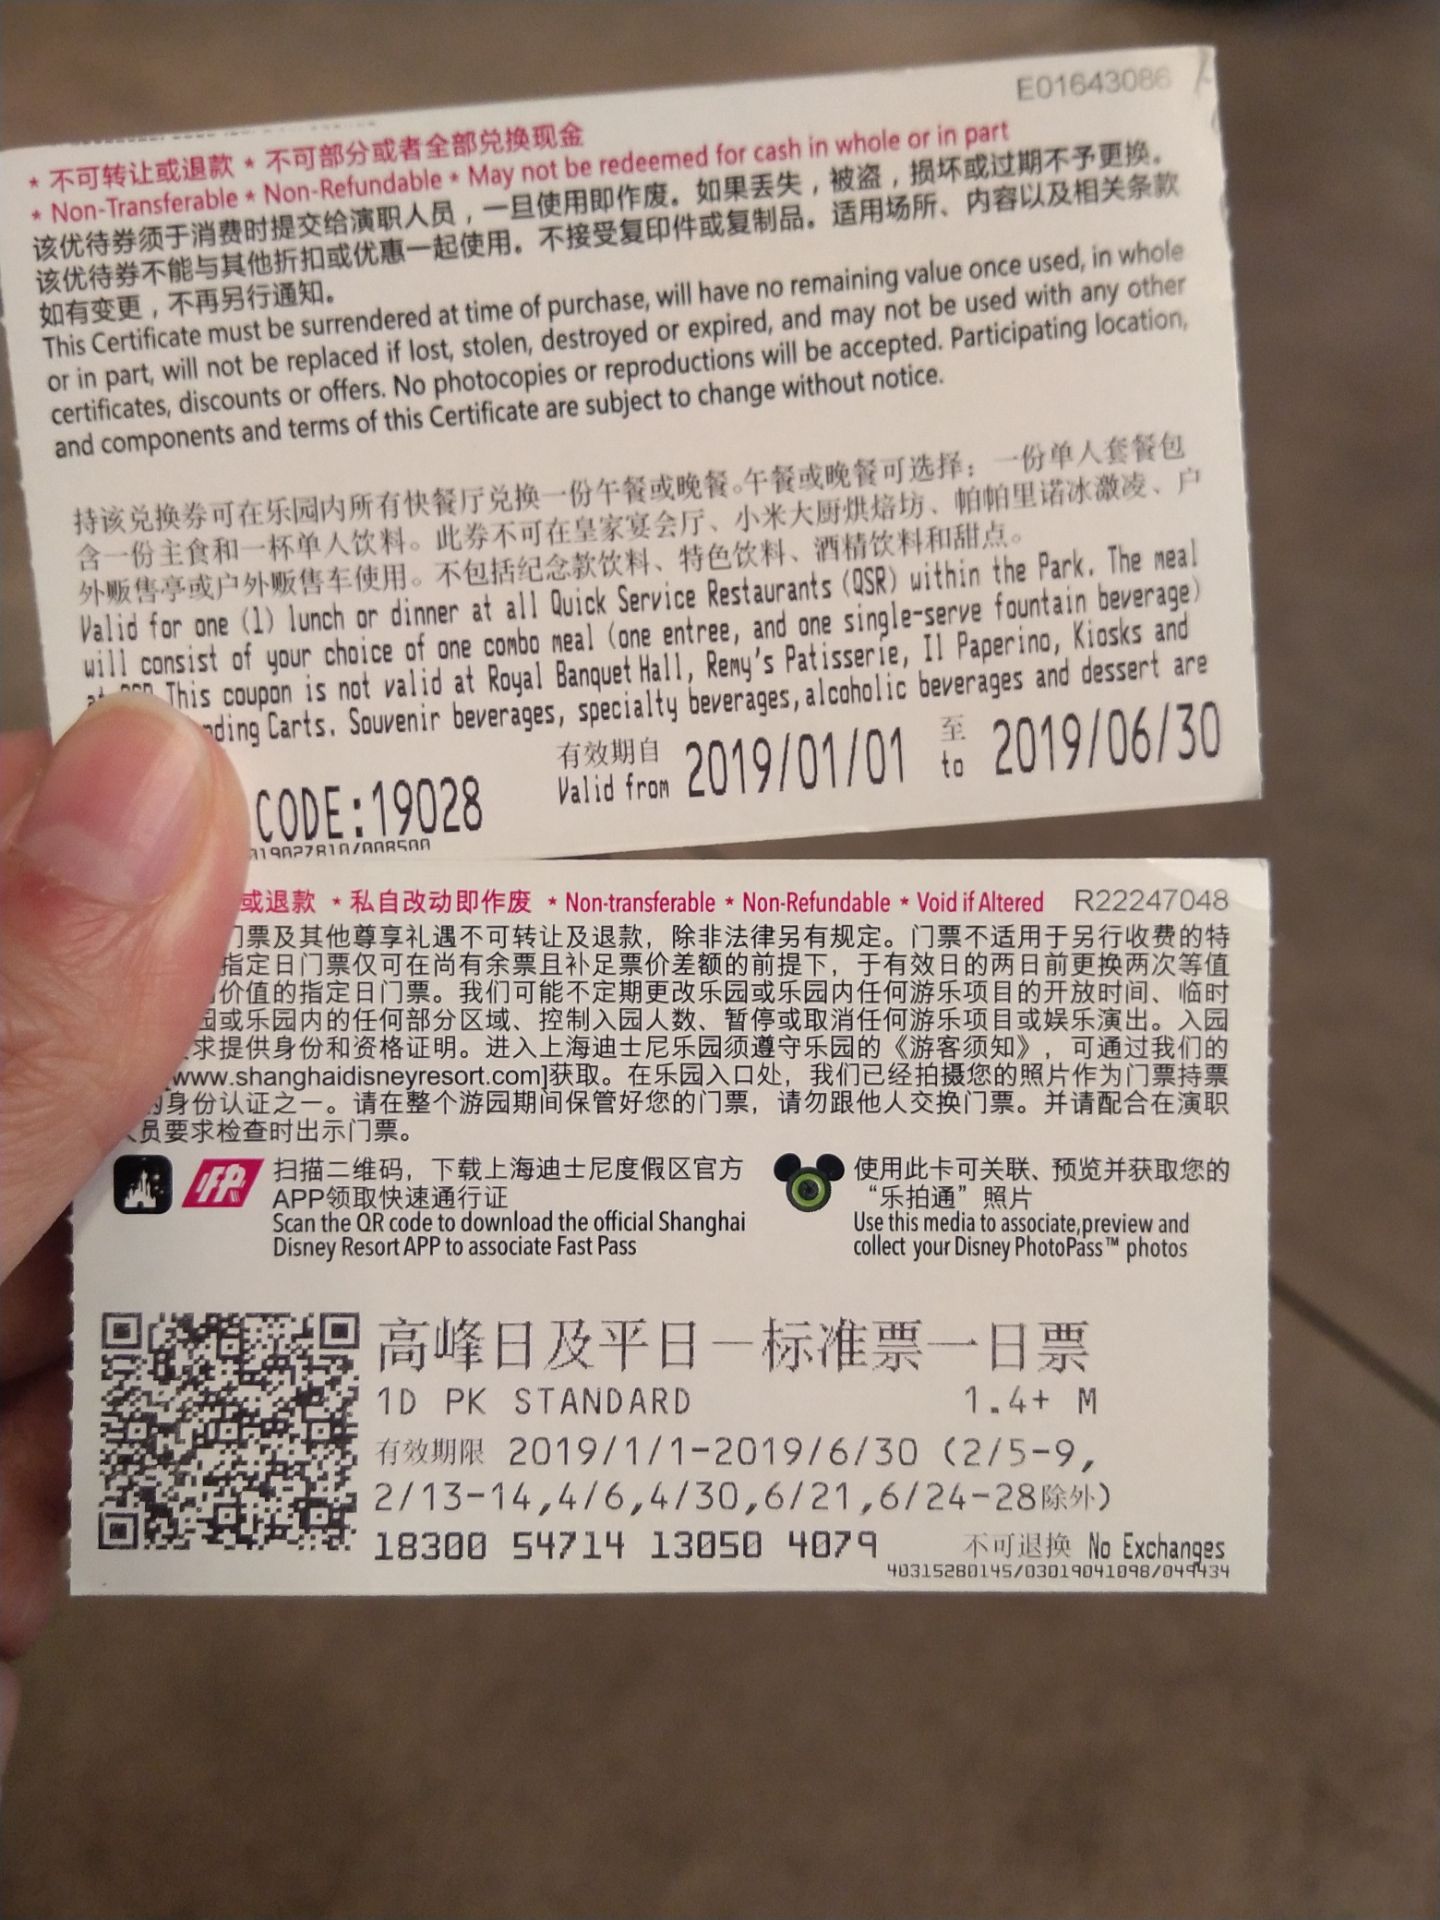 E01643086
* 不可转让或退款 * 不可部分或者全部兑换现金
* Non-Transferable * Non-Refundable * May not be redeemed for cash in whole or in part
该优待券须于消费时提交给演职人员，一旦使用即作废。如果丢失，被盗，损坏或过期不予更换。
该优待券不能与其他折扣或优惠一起使用。不接受复印件或复制品。适用场所、内容以及相关条款
如有变更，不再另行通知。
This Certificate must be surrendered at time of purchase, will have no remaining value once used, in whole
or in part, will not be replaced if lost, stolen, destroyed or expired, and may not be used with any other
certificates, discounts or offers. No photocopies or reproductions will be accepted. Participating location,
and components and terms of this Certificate are subject to change without notice.
持该兑换券可在乐园内所有快餐厅兑换一份午餐或晚餐。午餐或晚餐可选择：一份单人套餐包
含一份主食和一杯单人饮料。此券不可在皇家宴会厅、小米大厨烘焙坊、帕帕里诺冰激凌、户
外贩售亭或户外贩售车使用。不包括纪念款饮料、特色饮料、酒精饮料和甜点。
Valid for one (1) lunch or dinner at all Quick Service Restaurants (QSR) within the Park. The meal
will consist of your choice of one combo meal (one entree, and one single-serve fountain beverage)
at QSR This coupon is not valid at Royal Banquet Hall, Remy's Patisserie, Il Paperino, Kiosks and
nding Carts. Souvenir beverages, specialty beverages, alcoholic beverages and dessert are
有效期自 2019/01/01 至 2019/06/30
Valid from to
CODE:19028
019027810/008500
或退款 * 私自改动即作废 * Non-transferable * Non-Refundable * Void if Altered R22247048
门票及其他尊享礼遇不可转让及退款，除非法律另有规定。门票不适用于另行收费的特
指定日门票仅可在尚有余票且补足票价差额的前提下，于有效日的两日前更换两次等值
价值的指定日门票。我们可能不定期更改乐园或乐园内任何游乐项目的开放时间、临时
园或乐园内的任何部分区域、控制入园人数、暂停或取消任何游乐项目或娱乐演出。入园
求提供身份和资格证明。进入上海迪士尼乐园须遵守乐园的《游客须知》，可通过我们的
[www.shanghaidisneyresort.com]获取。在乐园入口处，我们已经拍摄您的照片作为门票持票
的身份认证之一。请在整个游园期间保管好您的门票，请勿跟他人交换门票。并请配合在演职
人员要求检查时出示门票。
扫描二维码，下载上海迪士尼度假区官方
APP领取快速通行证
Scan the QR code to download the official Shanghai
Disney Resort APP to associate Fast Pass
使用此卡可关联、预览并获取您的
“乐拍通”照片
Use this media to associate,preview and
collect your Disney PhotoPass™ photos
高峰日及平日－标准票一日票
1D PK STANDARD 1.4+ M
有效期限 2019/1/1-2019/6/30 (2/5-9,
2/13-14,4/6,4/30,6/21,6/24-28除外)
18300 54714 13050 4079 不可退换 No Exchanges
40315280145/03019041098/049434